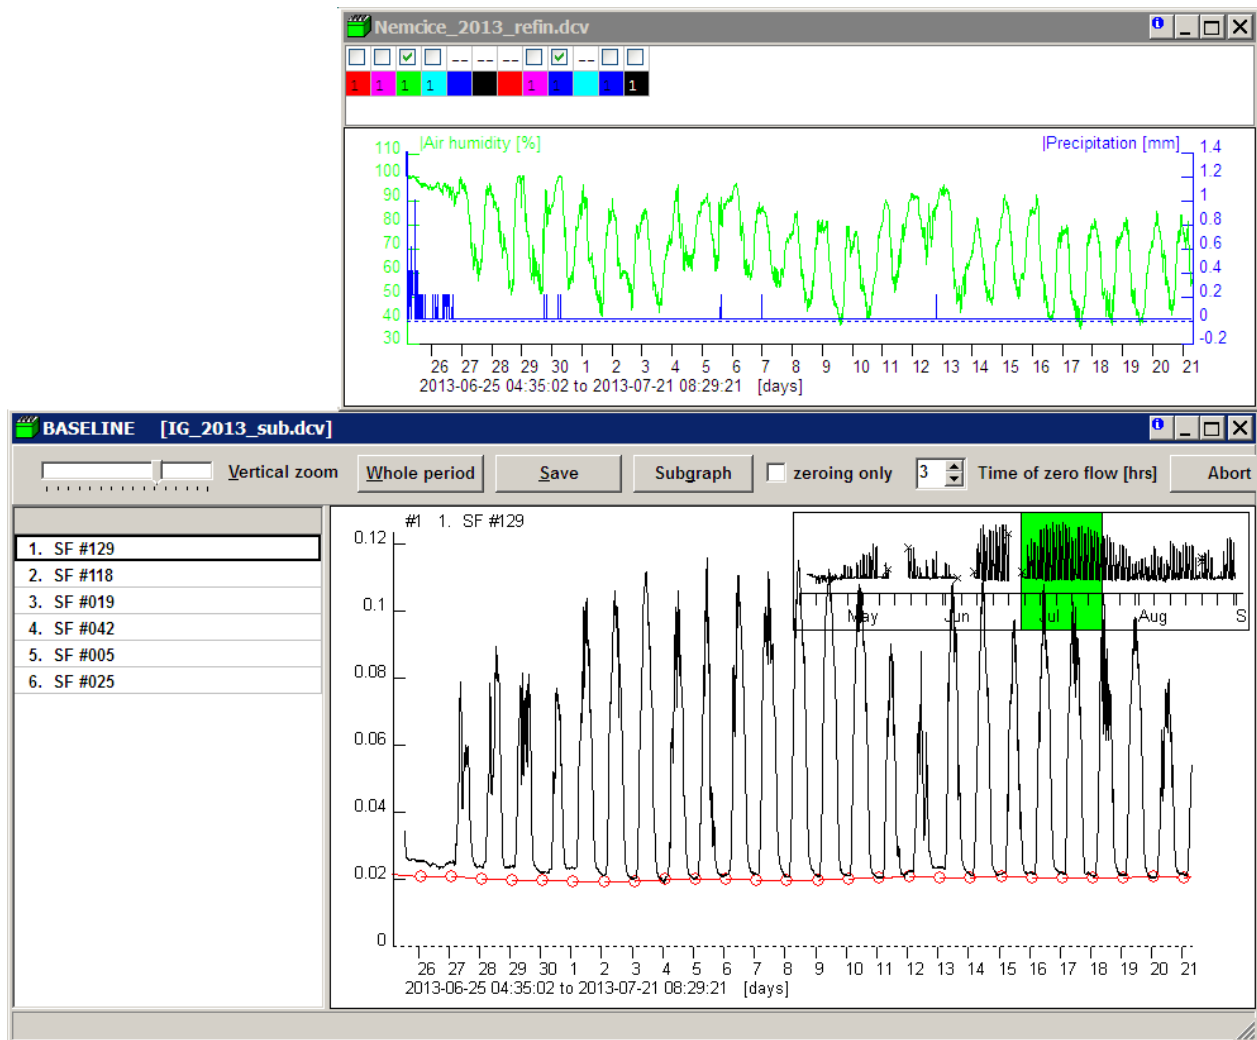 Nemcice_2013_refin.dcv
-- -- -- --
1 1 1 1 1 1 1 1
|Air humidity [%] |Precipitation [mm]
110 1.4
100 1.2
90 1
80 0.8
70 0.6
60 0.4
50 0.2
40 0
30 -0.2
26 27 28 29 30 1 2 3 4 5 6 7 8 9 10 11 12 13 14 15 16 17 18 19 20 21
2013-06-25 04:35:02 to 2013-07-21 08:29:21 [days]
BASELINE [IG_2013_sub.dcv]
Vertical zoom Whole period Save Subgraph zeroing only 3 Time of zero flow [hrs] Abort
1. SF #129
2. SF #118
3. SF #019
4. SF #042
5. SF #005
6. SF #025
#1 1. SF #129
May Jun Jul Aug S
0.12
0.1
0.08
0.06
0.04
0.02
0
26 27 28 29 30 1 2 3 4 5 6 7 8 9 10 11 12 13 14 15 16 17 18 19 20 21
2013-06-25 04:35:02 to 2013-07-21 08:29:21 [days]